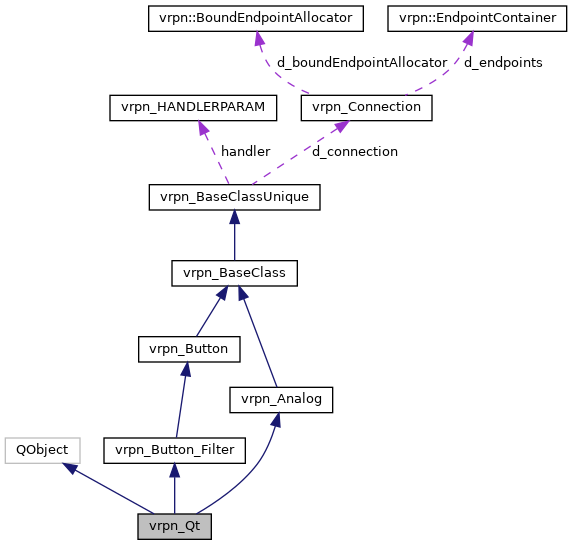 vrpn::BoundEndpointAllocator
vrpn::EndpointContainer
d_boundEndpointAllocator
d_endpoints
vrpn_HANDLERPARAM
vrpn_Connection
handler
d_connection
vrpn_BaseClassUnique
vrpn_BaseClass
vrpn_Button
vrpn_Analog
QObject
vrpn_Button_Filter
vrpn_Qt